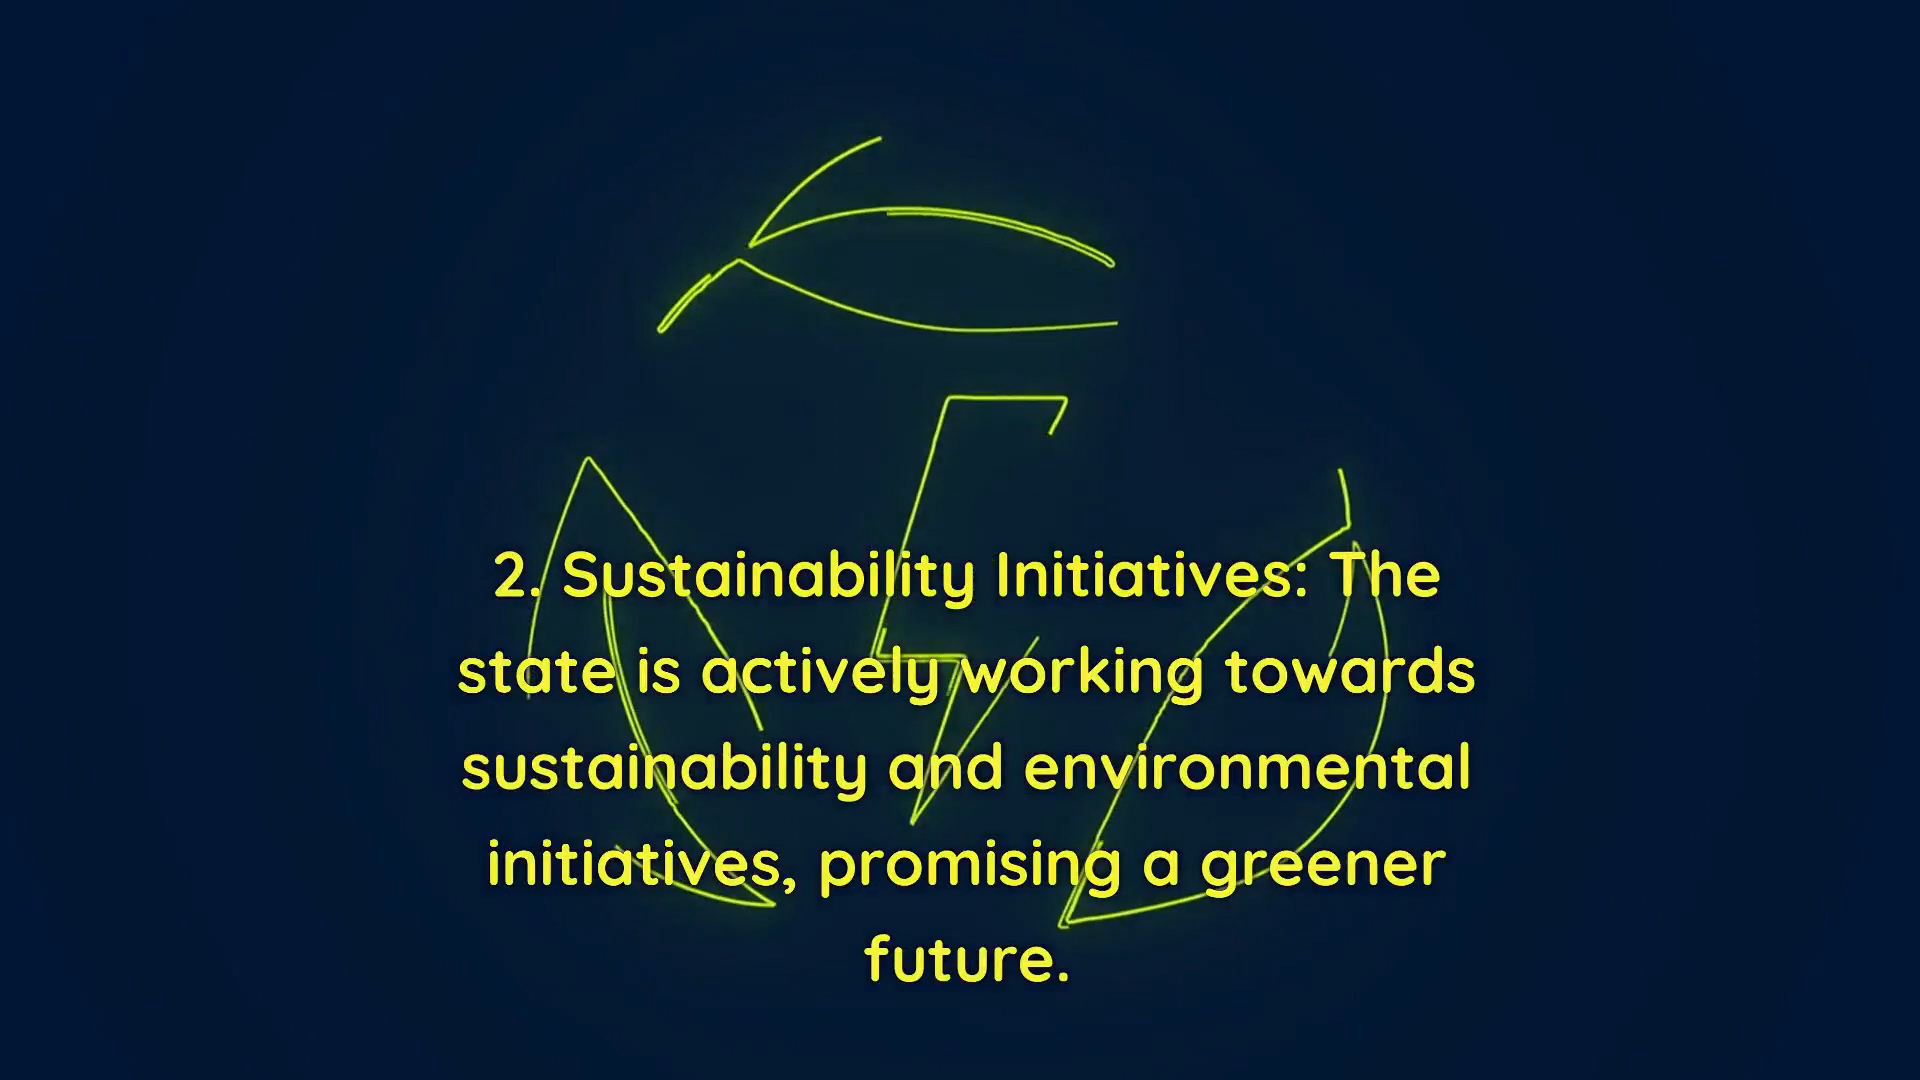 2. Sustainability Initiatives: The
state is actively working towards
sustainability and environmental
initiatives, promising a greener
future.